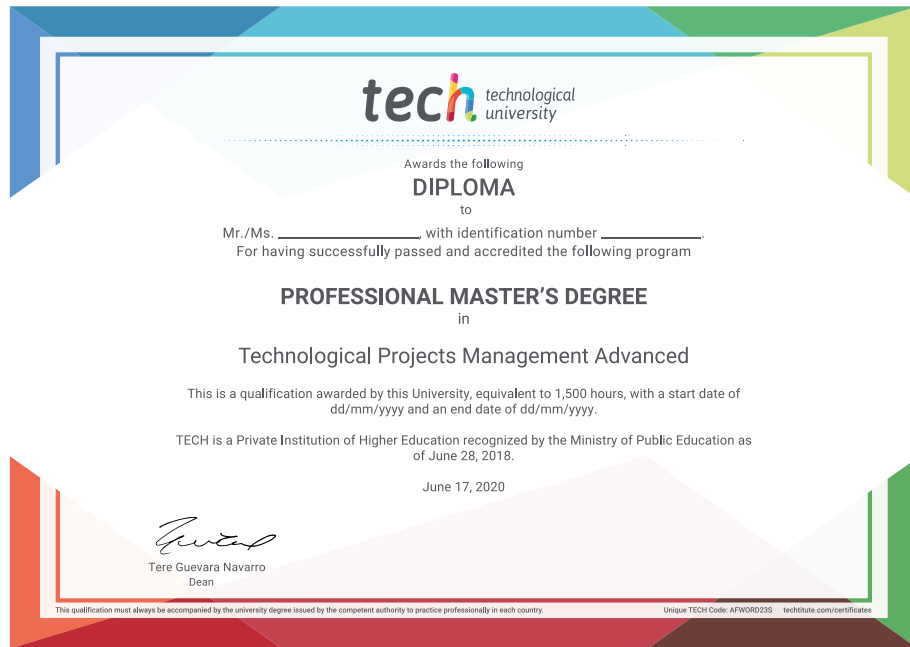 tech technological
university
Awards the following
DIPLOMA
to
Mr./Ms. ____________________, with identification number ______________.
For having successfully passed and accredited the following program
PROFESSIONAL MASTER'S DEGREE
in
Technological Projects Management Advanced
This is a qualification awarded by this University, equivalent to 1,500 hours, with a start date of
dd/mm/yyyy and an end date of dd/mm/yyyy.
TECH is a Private Institution of Higher Education recognized by the Ministry of Public Education as
of June 28, 2018.
June 17, 2020
Tere Guevara Navarro
Dean
This qualification must always be accompanied by the university degree issued by the competent authority to practice professionally in each country.
Unique TECH Code: AFWORD23S techtitute.com/certificates